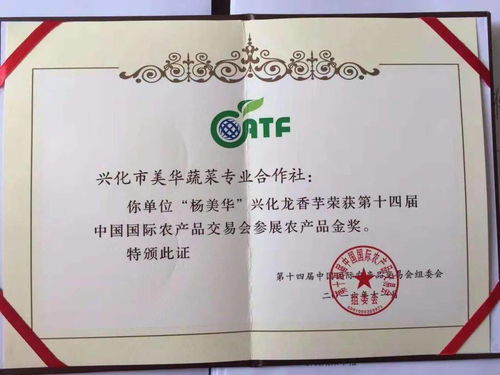 CATF
兴化市美华蔬菜专业合作社：
你单位“杨美华”兴化龙香芋荣获第十四届
中国国际农产品交易会参展农产品金奖。
特颁此证
第十四届中国国际农产品交易会组委会
组委会